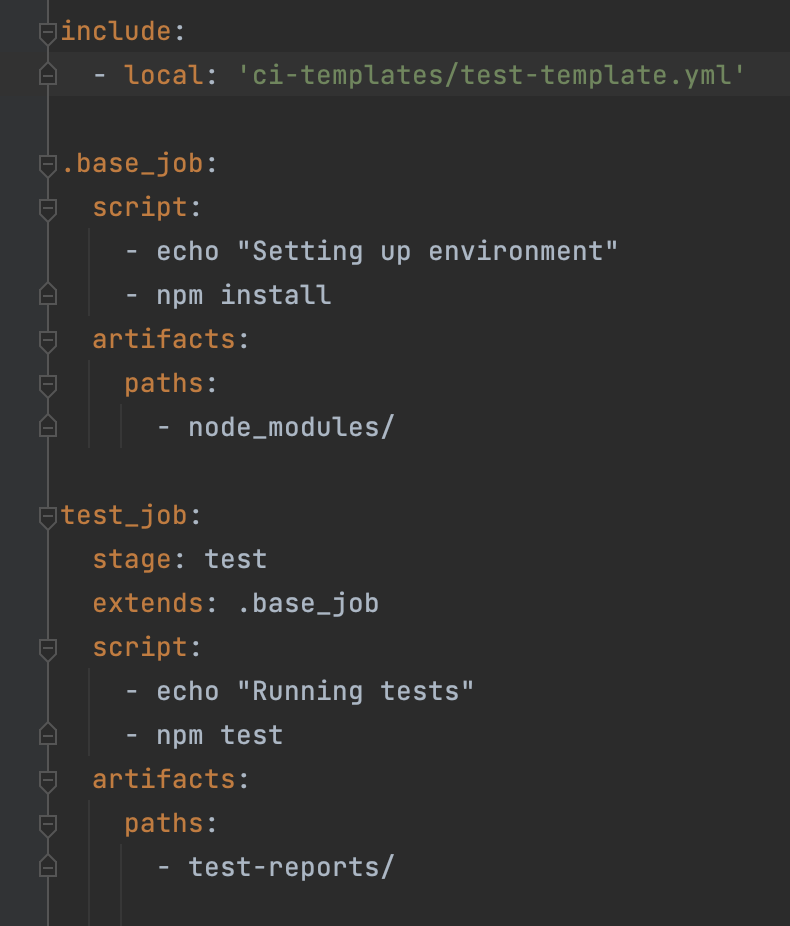 include:
  - local: 'ci-templates/test-template.yml'

.base_job:
  script:
    - echo "Setting up environment"
    - npm install
  artifacts:
    paths:
      - node_modules/

test_job:
  stage: test
  extends: .base_job
  script:
    - echo "Running tests"
    - npm test
  artifacts:
    paths:
      - test-reports/